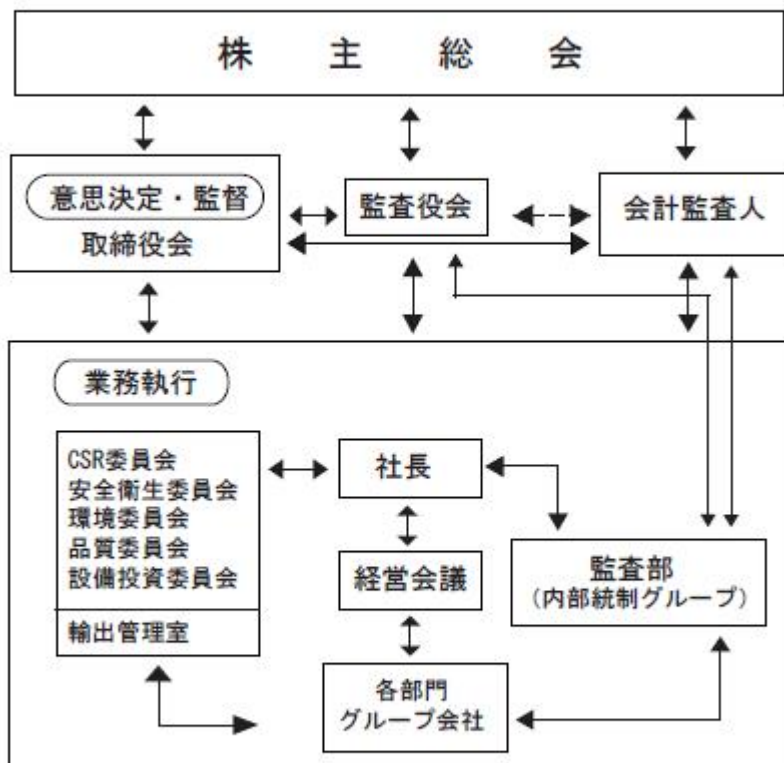 株主総会
意思決定・監督
取締役会
監査役会
会計監査人
業務執行
CSR委員会
安全衛生委員会
環境委員会
品質委員会
設備投資委員会
輸出管理室
社長
経営会議
各部門
グループ会社
監査部
(内部統制グループ)